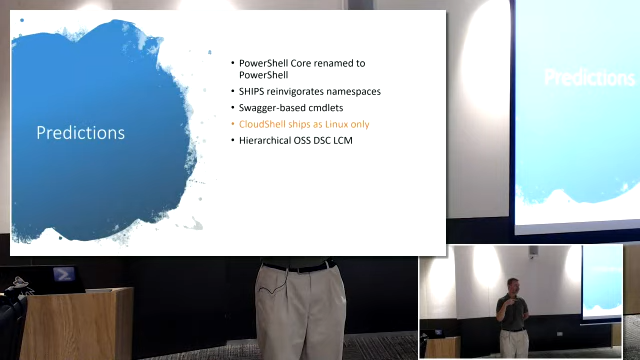 Predictions
• PowerShell Core renamed to
PowerShell
• SHIPS reinvigorates namespaces
• Swagger-based cmdlets
• CloudShell ships as Linux only
• Hierarchical OSS DSC LCM
Predictions